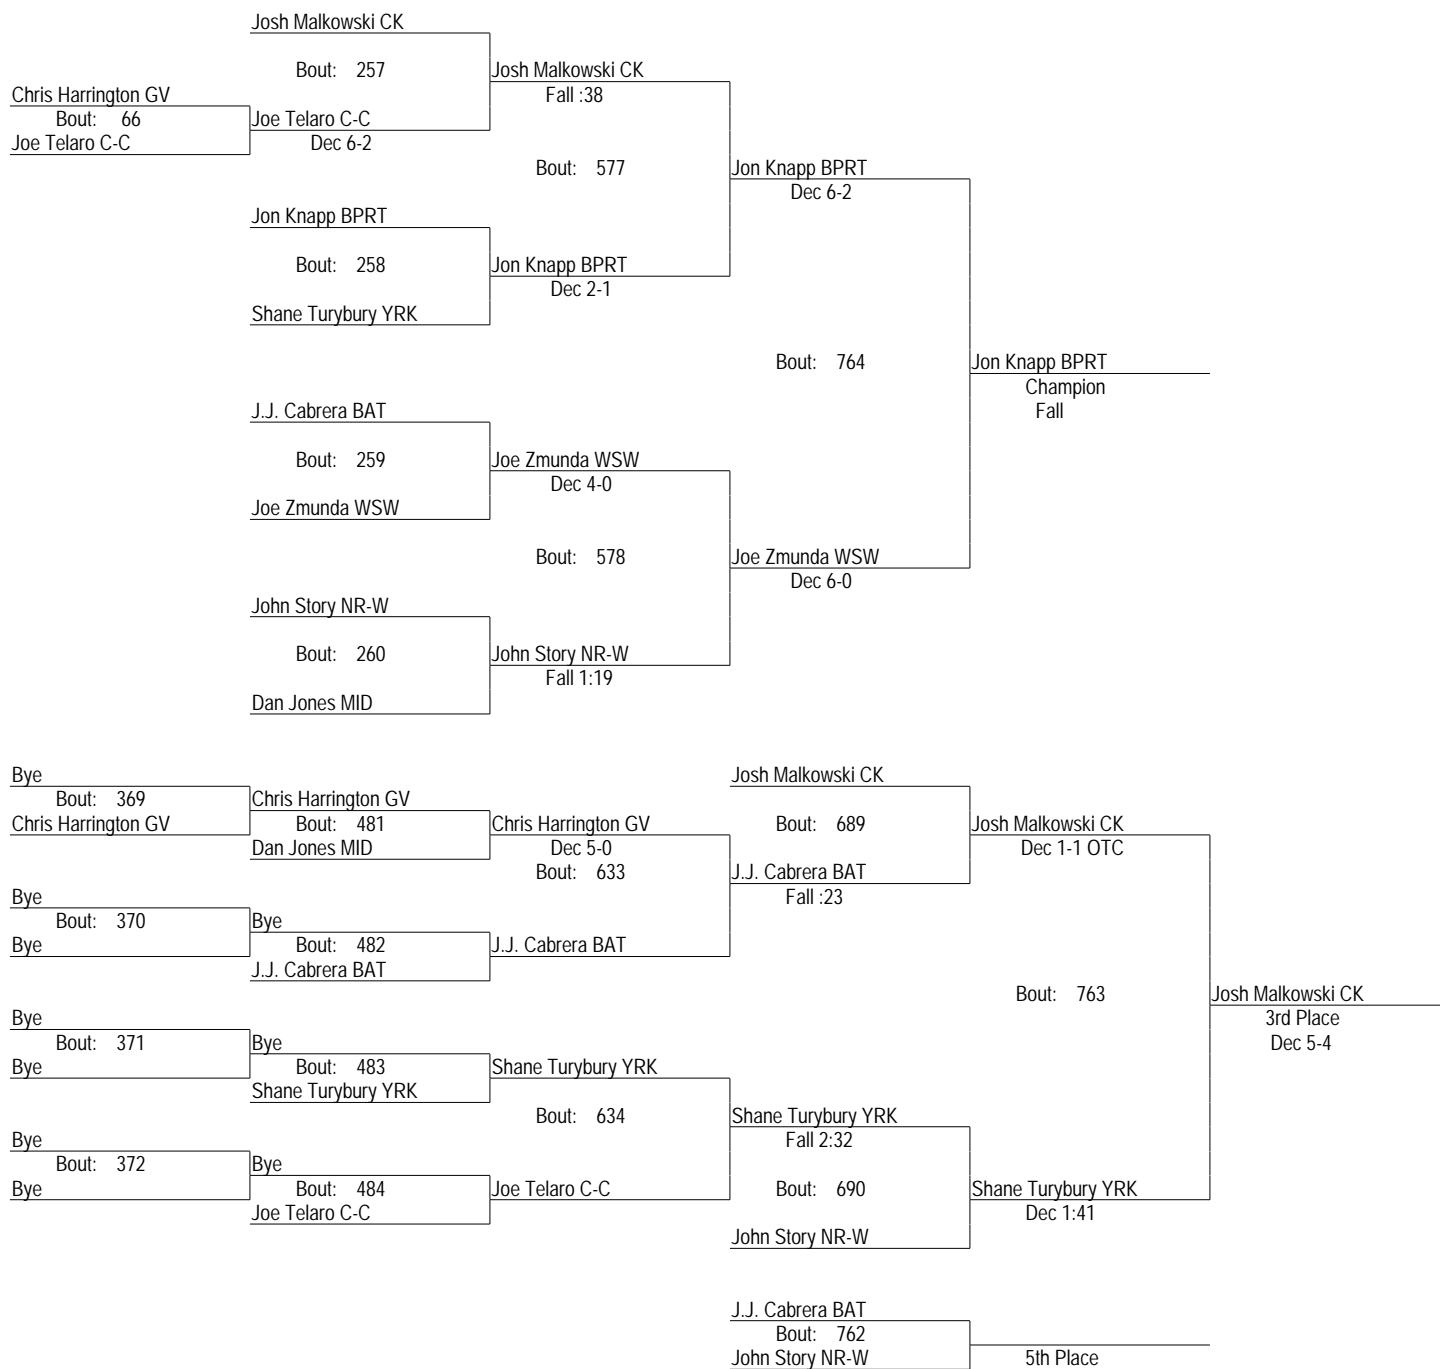 Josh Malkowski CK
Bout: 257 Josh Malkowski CK
Chris Harrington GV Fall :38
Bout: 66 Joe Telaro C-C
Joe Telaro C-C Dec 6-2
Bout: 577 Jon Knapp BPRT
Dec 6-2
Jon Knapp BPRT
Bout: 258 Jon Knapp BPRT
Dec 2-1
Shane Turybury YRK
Bout: 764 Jon Knapp BPRT
Champion
J.J. Cabrera BAT Fall
Bout: 259 Joe Zmunda WSW
Dec 4-0
Joe Zmunda WSW
Bout: 578 Joe Zmunda WSW
Dec 6-0
John Story NR-W
Bout: 260 John Story NR-W
Fall 1:19
Dan Jones MID
Bye Josh Malkowski CK
Bout: 369 Chris Harrington GV
Chris Harrington GV Bout: 481 Chris Harrington GV Bout: 689 Josh Malkowski CK
Dan Jones MID Dec 5-0 Dec 1-1 OTC
Bout: 633 J.J. Cabrera BAT
Bye Fall :23
Bout: 370 Bye
Bye Bout: 482 J.J. Cabrera BAT
J.J. Cabrera BAT
Bout: 763 Josh Malkowski CK
Bye 3rd Place
Bout: 371 Bye Dec 5-4
Bye Bout: 483 Shane Turybury YRK
Shane Turybury YRK
Bout: 634 Shane Turybury YRK
Bye Fall 2:32
Bout: 372 Bye
Bye Bout: 484 Joe Telaro C-C Bout: 690 Shane Turybury YRK
Joe Telaro C-C Dec 1:41
John Story NR-W
J.J. Cabrera BAT
Bout: 762
John Story NR-W 5th Place